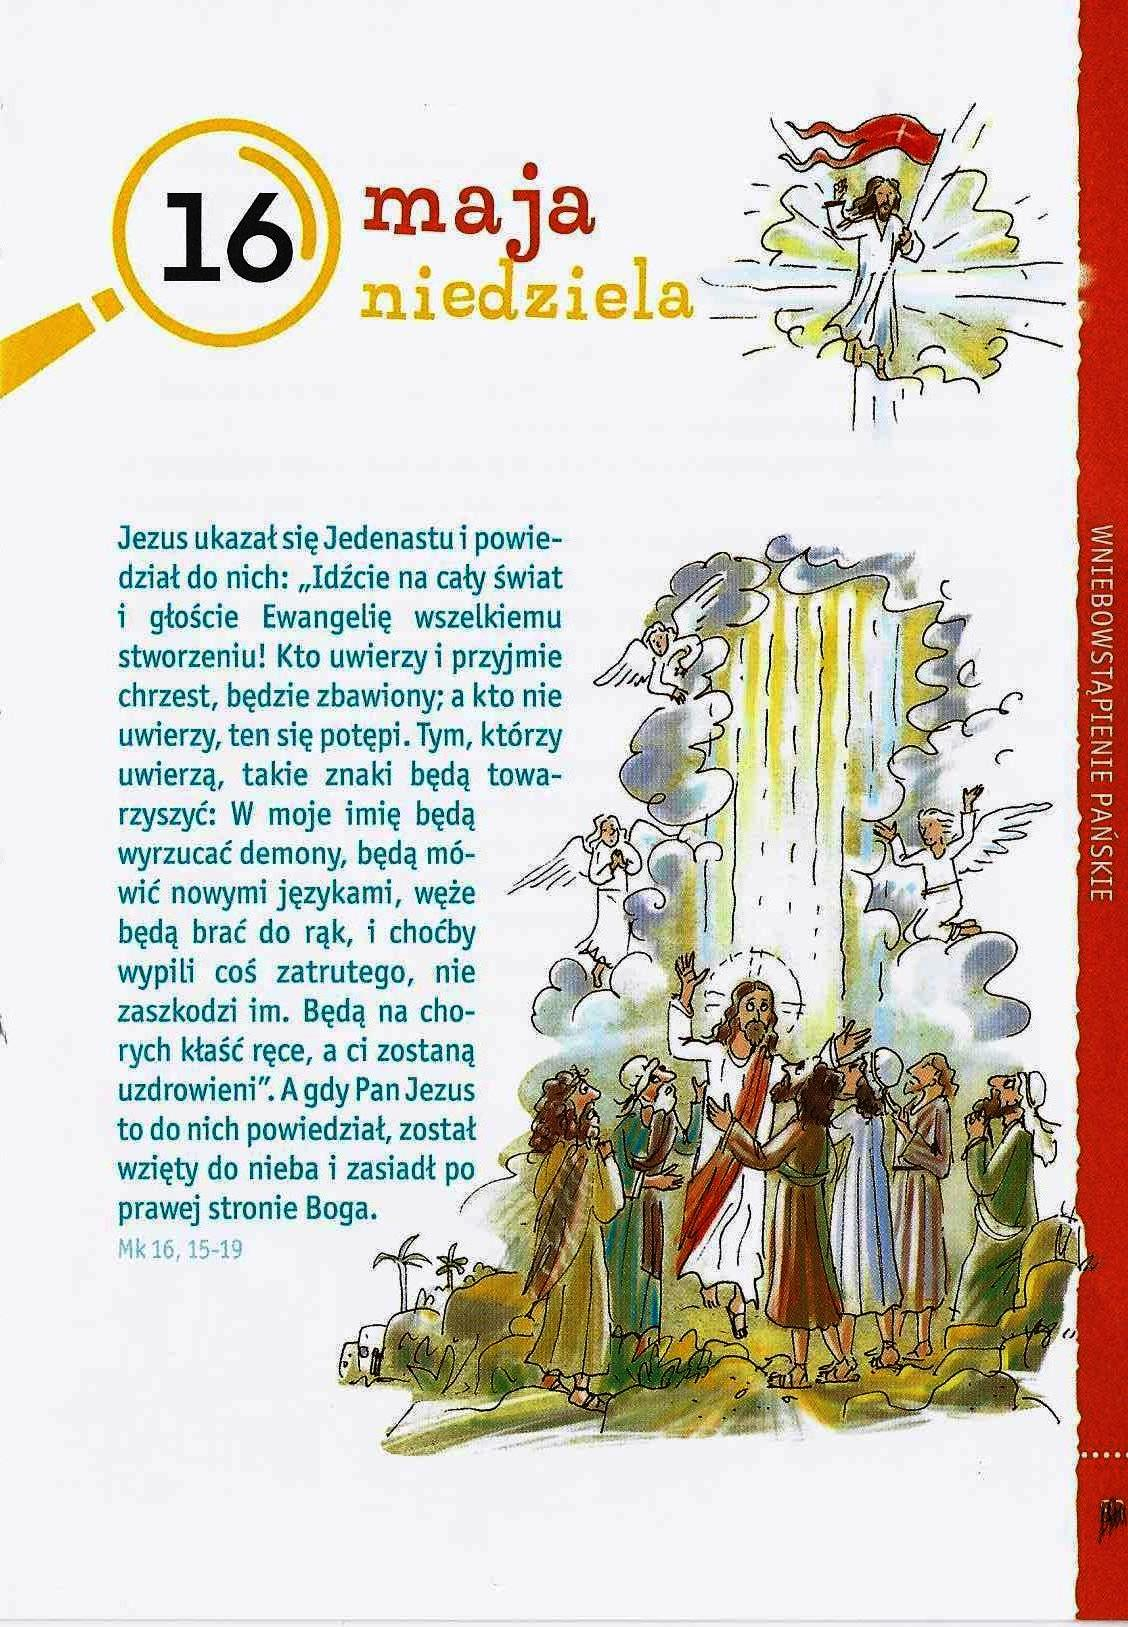 16
maja
niedziela
Jezus ukazał się Jedenastu i powie-
dział do nich: „Idźcie na cały świat
i głoście Ewangelię wszelkiemu
stworzeniu! Kto uwierzy i przyjmie
chrzest, będzie zbawiony; a kto nie
uwierzy, ten się potępi. Tym, którzy
uwierzą, takie znaki będą towa-
rzyszyć: W moje imię będą
wyrzucać demony, będą mó-
wić nowymi językami, węże
będą brać do rąk, i choćby
wypili coś zatrutego, nie
zaszkodzi im. Będą na cho-
rych kłaść ręce, a ci zostaną
uzdrowieni”. A gdy Pan Jezus
to do nich powiedział, został
wzięty do nieba i zasiadł po
prawej stronie Boga.
Mk 16, 15-19
WNIEBOWSTĄPIENIE PAŃSKIE